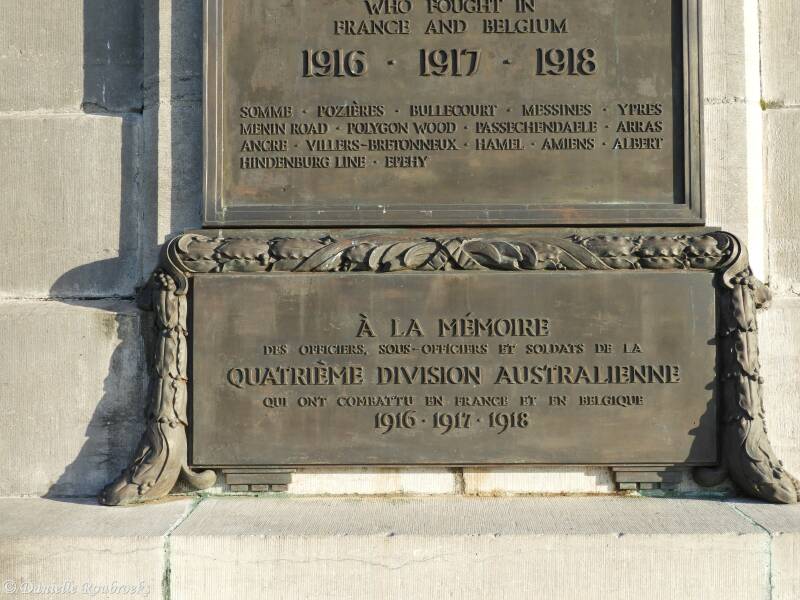 WHO FOUGHT IN
FRANCE AND BELGIUM
1916 · 1917 · 1918
SOMME · POZIÈRES · BULLECOURT · MESSINES · YPRES
MENIN ROAD · POLYGON WOOD · PASSECHENDAELE · ARRAS
ANCRE · VILLERS-BRETONNEUX · HAMEL · AMIENS · ALBERT
HINDENBURG LINE · EPEHY
À LA MÉMOIRE
DES OFFICIERS, SOUS-OFFICIERS ET SOLDATS DE LA
QUATRIÈME DIVISION AUSTRALIENNE
QUI ONT COMBATTU EN FRANCE ET EN BELGIQUE
1916 · 1917 · 1918
© Danielle Roubroeks